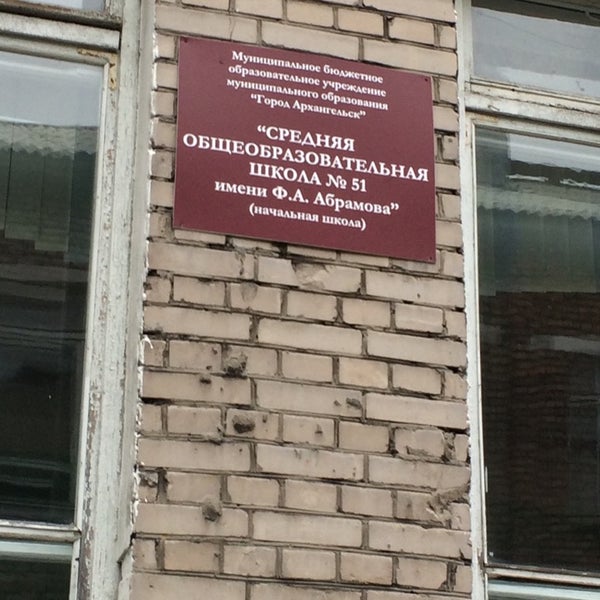 Муниципальное бюджетное
образовательное учреждение
муниципального образования
"Город Архангельск"
"СРЕДНЯЯ
ОБЩЕОБРАЗОВАТЕЛЬНАЯ
ШКОЛА № 51
имени Ф.А. Абрамова"
(начальная школа)